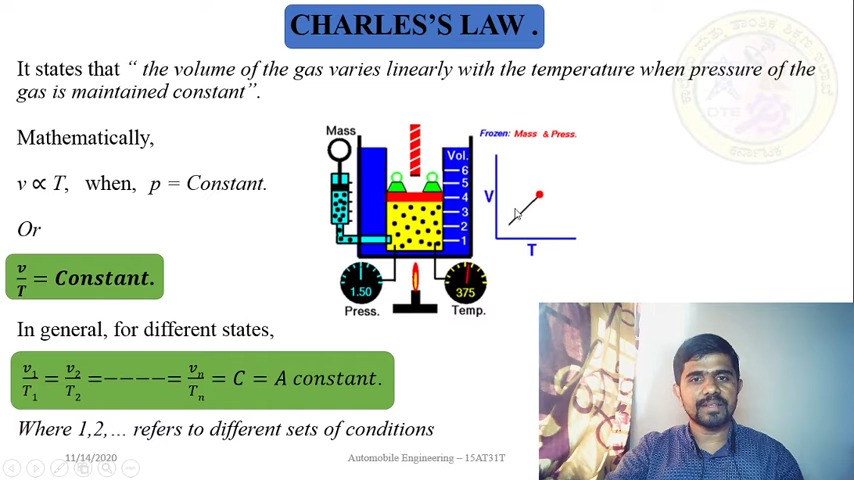 CHARLES'S LAW .
It states that “ the volume of the gas varies linearly with the temperature when pressure of the
gas is maintained constant”.
Mathematically,
v ∝ T, when, p = Constant.
Or
v/T = Constant.
In general, for different states,
v₁/T₁ = v₂/T₂ =−−−−−= vₙ/Tₙ = C = A constant.
Where 1,2,… refers to different sets of conditions
Mass
Vol.
6
5
4
3
2
1
1.50
Press.
375
Temp.
Frozen: Mass & Press.
V
T
DTE
11/14/2020
Automobile Engineering – 15AT31T